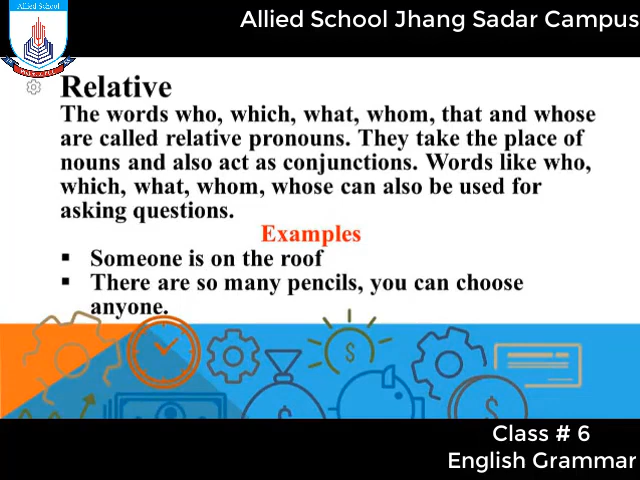 Allied School
Allied School Jhang Sadar Campus
Relative
The words who, which, what, whom, that and whose
are called relative pronouns. They take the place of
nouns and also act as conjunctions. Words like who,
which, what, whom, whose can also be used for
asking questions.
Examples
▪ Someone is on the roof
▪ There are so many pencils, you can choose
anyone.
$
$
$
Class # 6
English Grammar